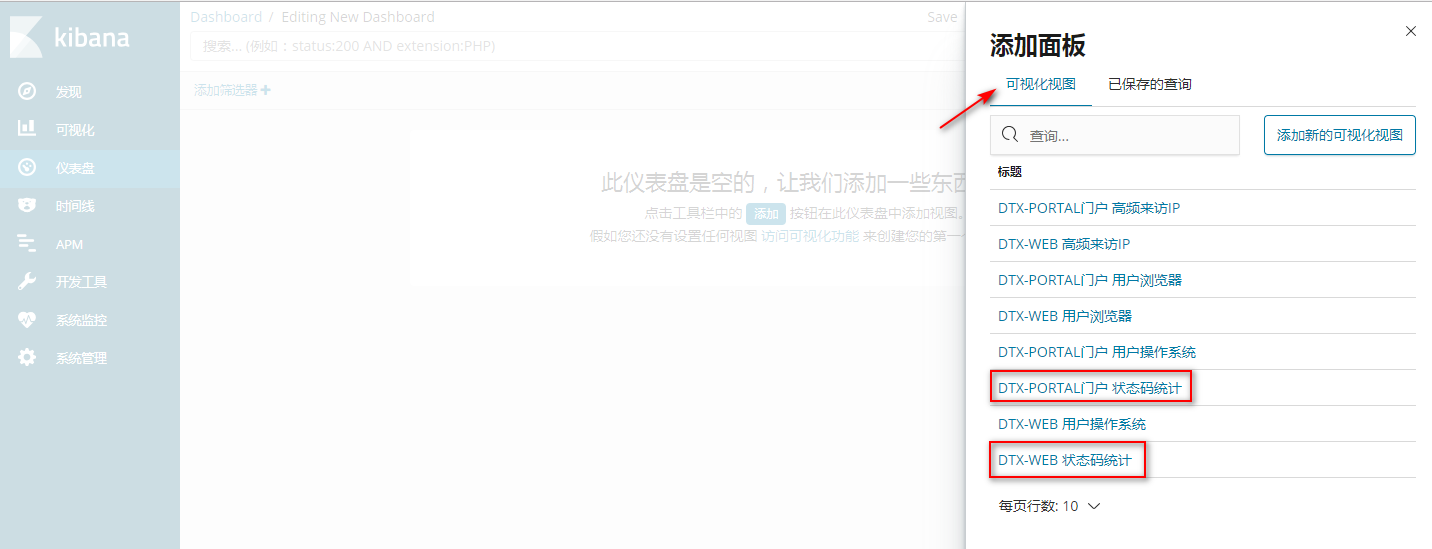 kibana
发现
可视化
仪表盘
时间线
APM
开发工具
系统监控
系统管理
Dashboard / Editing New Dashboard
Save
搜索... (例如：status:200 AND extension:PHP)
添加筛选器
此仪表盘是空的，让我们添加一些东西
点击工具栏中的 添加 按钮在此仪表盘中添加视图。
假如您还没有设置任何视图 访问可视化功能 来创建您的第一
添加面板
可视化视图 已保存的查询
查询... 添加新的可视化视图
标题
DTX-PORTAL门户 高频来访IP
DTX-WEB 高频来访IP
DTX-PORTAL门户 用户浏览器
DTX-WEB 用户浏览器
DTX-PORTAL门户 用户操作系统
DTX-PORTAL门户 状态码统计
DTX-WEB 用户操作系统
DTX-WEB 状态码统计
每页行数: 10